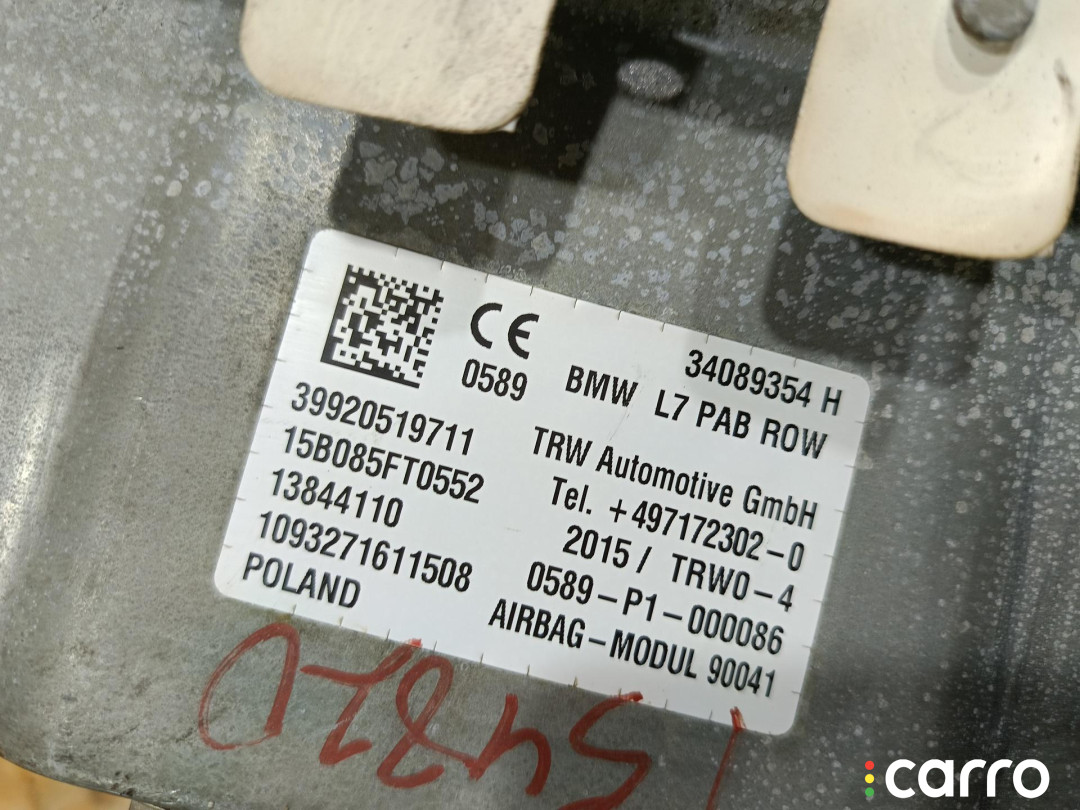 34089354 H
CE
0589
BMW L7 PAB ROW
39920519711
15B085FT0552
13844110
1093271611508
POLAND
TRW Automotive GmbH
Tel. +497172302-0
2015 / TRW0-4
0589-P1-000086
AIRBAG-MODUL 90041
carro